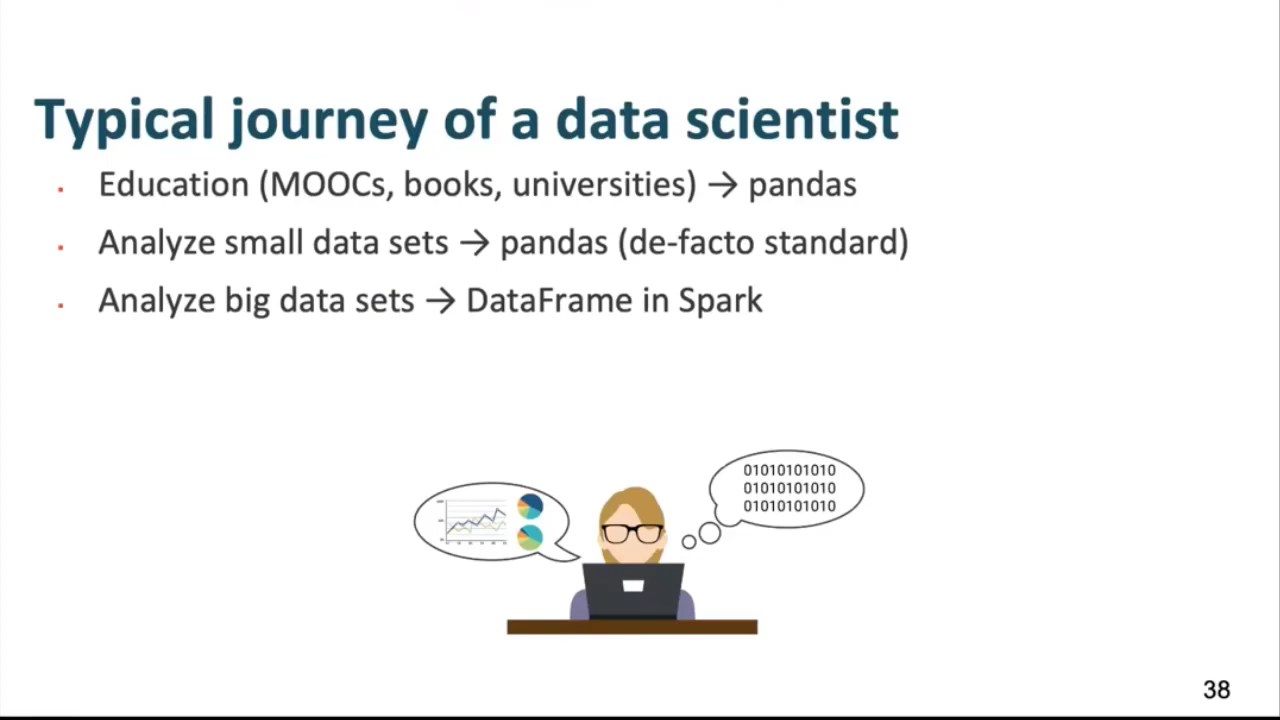 Typical journey of a data scientist
▪ Education (MOOCs, books, universities) → pandas
▪ Analyze small data sets → pandas (de-facto standard)
▪ Analyze big data sets → DataFrame in Spark
01010101010
01010101010
01010101010
38